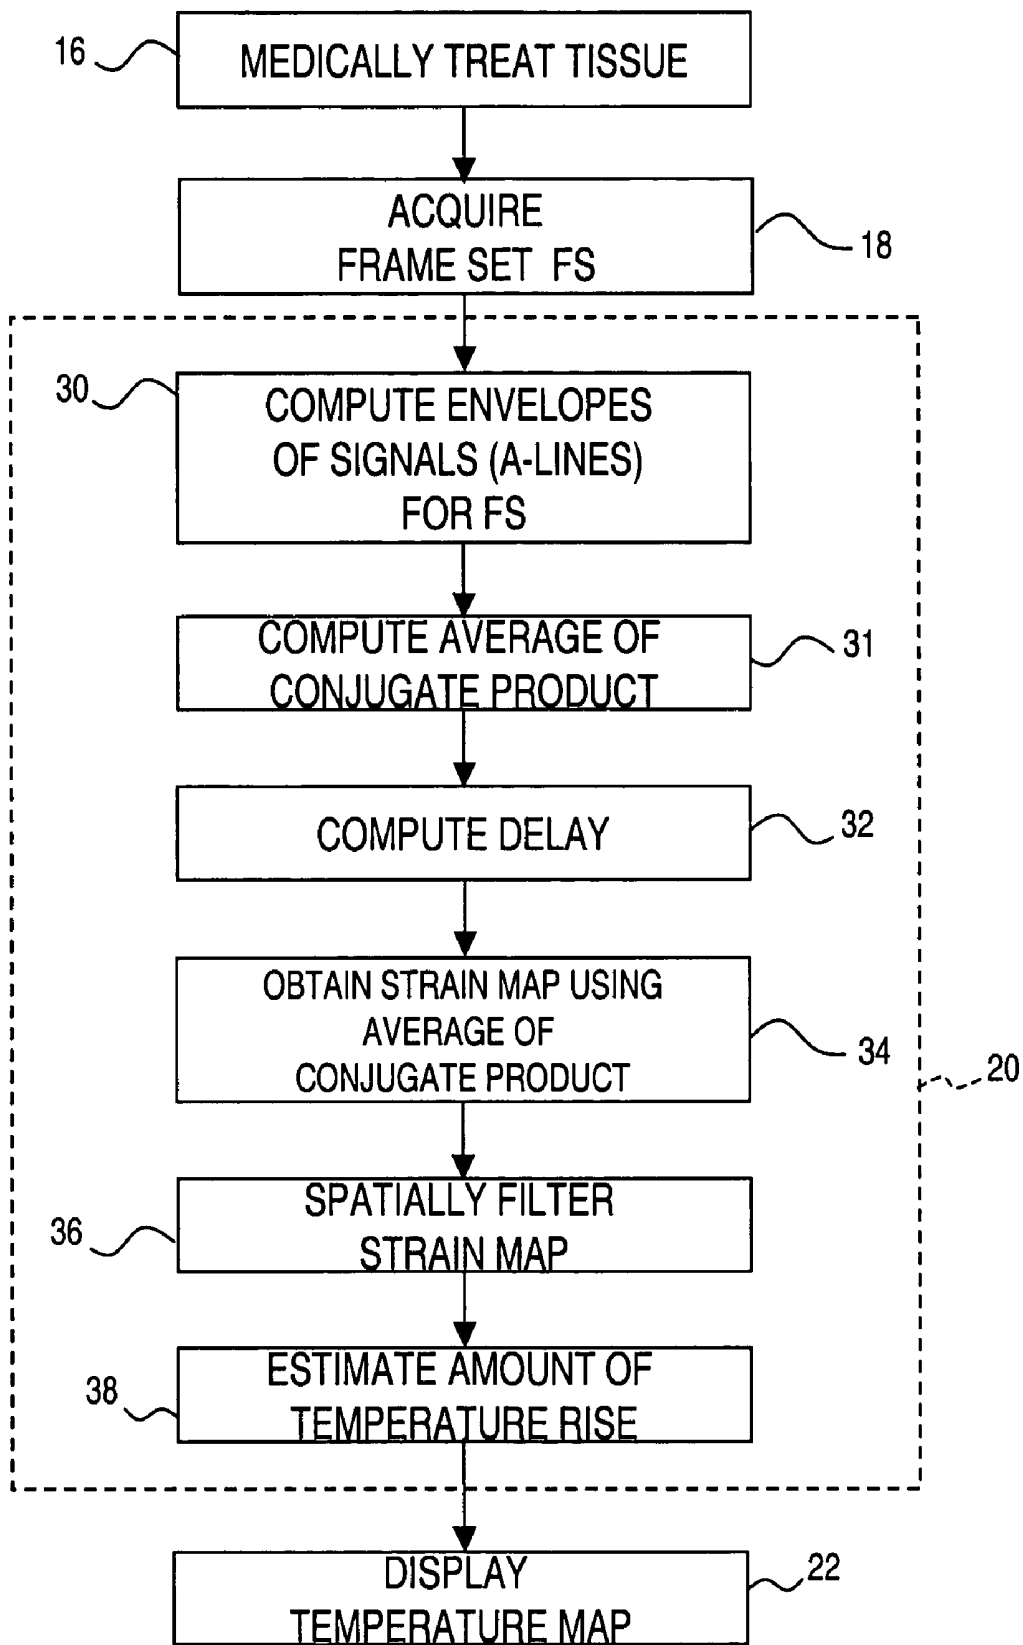 16
MEDICALLY TREAT TISSUE
ACQUIRE
FRAME SET FS
18
30
COMPUTE ENVELOPES
OF SIGNALS (A-LINES)
FOR FS
COMPUTE AVERAGE OF
CONJUGATE PRODUCT
31
COMPUTE DELAY
32
OBTAIN STRAIN MAP USING
AVERAGE OF
CONJUGATE PRODUCT
34
20
36
SPATIALLY FILTER
STRAIN MAP
38
ESTIMATE AMOUNT OF
TEMPERATURE RISE
DISPLAY
TEMPERATURE MAP
22